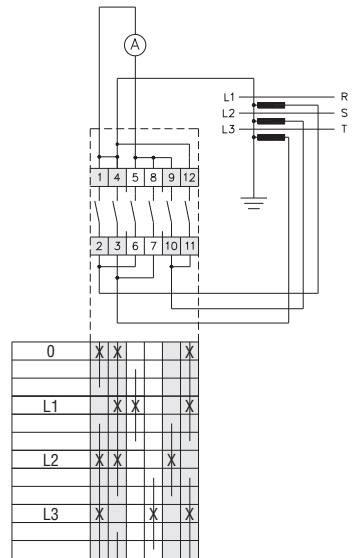 A
L1 R
L2 S
L3 T
1 4 5 8 9 12
2 3 6 7 10 11
0 X X X
L1 X X X
L2 X X X
L3 X X X